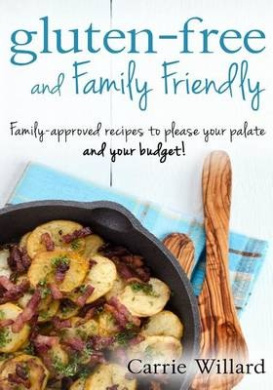 gluten-free
and Family Friendly
Family-approved recipes to please your palate
and your budget!
Carrie Willard